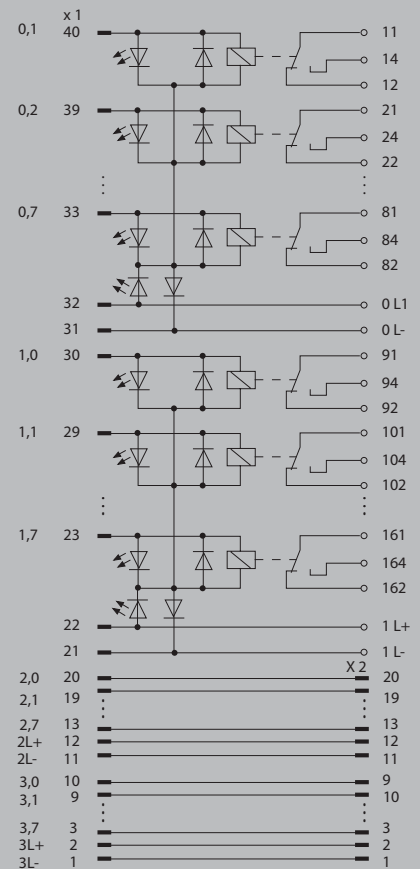 x 1
0,1 40 11
14
12
0,2 39 21
24
22
0,7 33 81
84
82
32 0 L1
31 0 L-
1,0 30 91
94
92
1,1 29 101
104
102
1,7 23 161
164
162
22 1 L+
21 1 L-
X 2
2,0 20 20
2,1 19 19
2,7 13 13
2L+ 12 12
2L- 11 11
3,0 10 9
3,1 9 10
3,7 3 3
3L+ 2 2
3L- 1 1